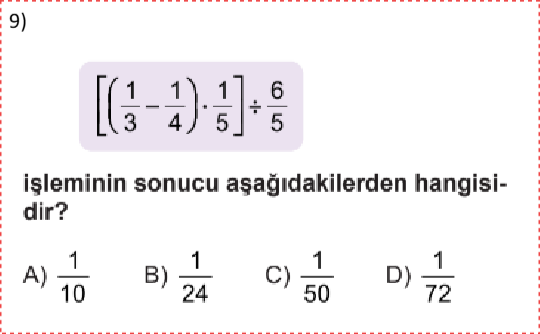 9)
[(1/3 − 1/4) · 1/5] ÷ 6/5
işleminin sonucu aşağıdakilerden hangisi-
dir?
A) 1/10 B) 1/24 C) 1/50 D) 1/72